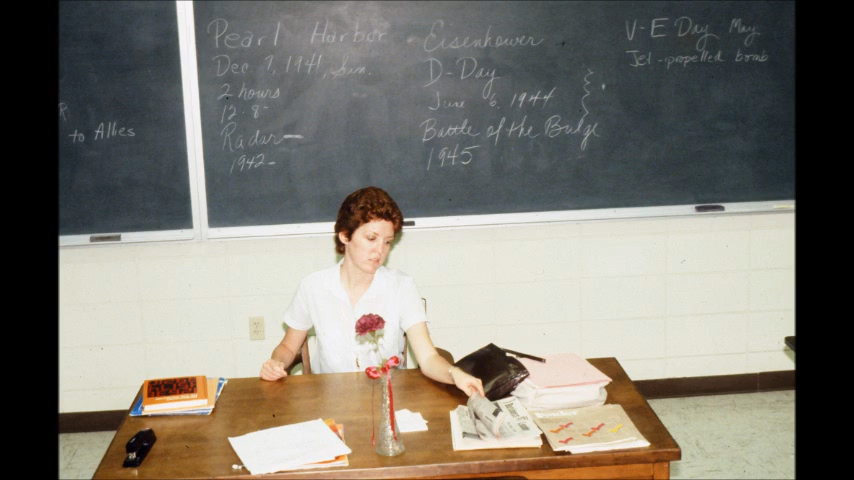 R
to Allies
Pearl Harbor - Eisenhower
Dec 7, 1941, Sun.
D-Day
2 hours
June 6, 1944
12-8-
Radar—
Battle of the Bulge
1942-
1945
V-E Day May
Jet-propelled bomb